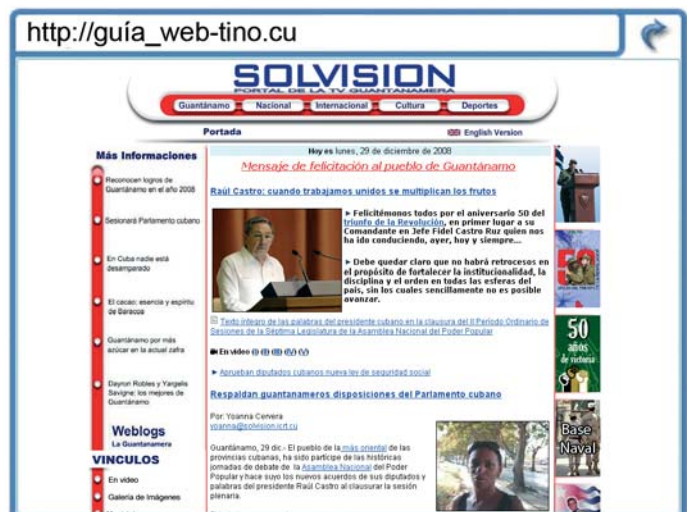 http://guía_web-tino.cu
SOLVISION
PORTAL DE LA TV GUANTANAMERA
Guantánamo
Nacional
Internacional
Cultura
Deportes
Portada
English Version
Más Informaciones
Reconocen logros de
Guantánamo en el año 2008
Sesionará Parlamento cubano
En Cuba nadie está
desamparado
El cacao: esencia y espíritu
de Baracoa
Guantánamo por más
azúcar en la actual zafra
Dayron Robles y Yargelis
Savigne: los mejores de
Guantánamo
Weblogs
La Guantanamera
VINCULOS
En video
Galería de Imágenes
Hoy es lunes, 29 de diciembre de 2008
Mensaje de felicitación al pueblo de Guantánamo
Raúl Castro: cuando trabajamos unidos se multiplican los frutos
► Felicitémonos todos por el aniversario 50 del
triunfo de la Revolución, en primer lugar a su
Comandante en Jefe Fidel Castro Ruz quien nos
ha ido conduciendo, ayer, hoy y siempre...
► Debe quedar claro que no habrá retrocesos en
el propósito de fortalecer la institucionalidad, la
disciplina y el orden en todas las esferas del
país, sin los cuales sencillamente no es posible
avanzar.
Texto íntegro de las palabras del presidente cubano en la clausura del II Período Ordinario de
Sesiones de la Séptima Legislatura de la Asamblea Nacional del Poder Popular
En video (I) (II) (III) (IV) (V)
► Aprueban diputados cubanos nueva ley de seguridad social
Respaldan guantanameros disposiciones del Parlamento cubano
Por: Yoanna Cervera
yoanna@solvision.icrt.cu
Guantánamo, 29 dic.- El pueblo de la más oriental de las
provincias cubanas, ha sido partícipe de las históricas
jornadas de debate de la Asamblea Nacional del Poder
Popular y hace suyo los nuevos acuerdos de sus diputados y
palabras del presidente Raúl Castro al clausurar la sesión
plenaria.
50
años
de victoria
Base
Naval